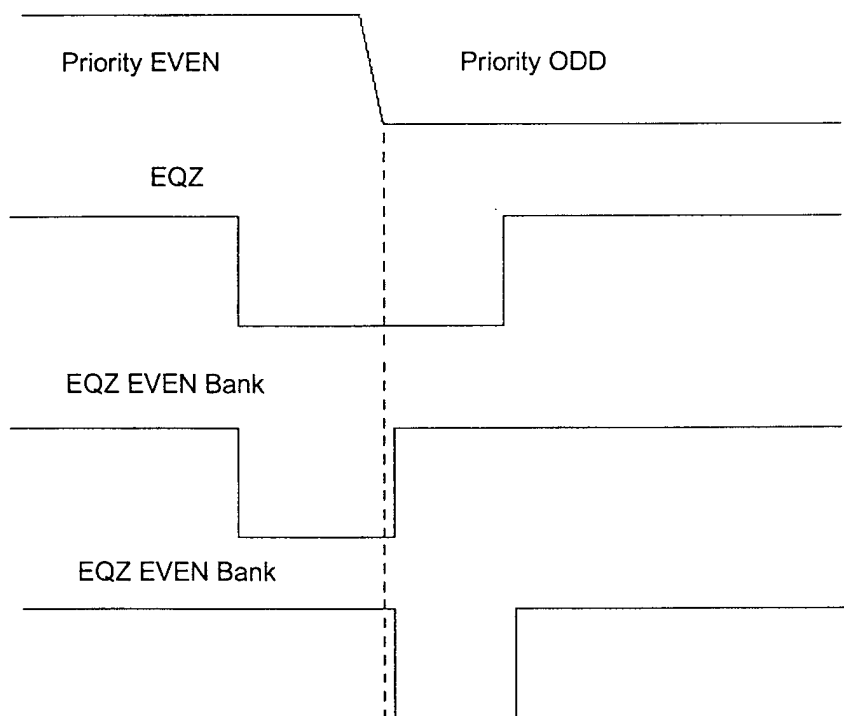 Priority EVEN
Priority ODD
EQZ
EQZ EVEN Bank
EQZ EVEN Bank